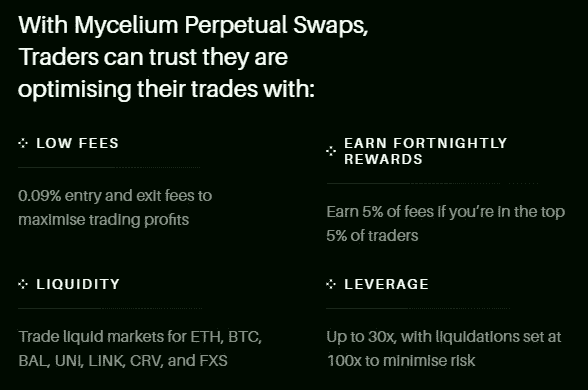 With Mycelium Perpetual Swaps,
Traders can trust they are
optimising their trades with:
LOW FEES
0.09% entry and exit fees to
maximise trading profits
EARN FORTNIGHTLY
REWARDS
Earn 5% of fees if you're in the top
5% of traders
LIQUIDITY
Trade liquid markets for ETH, BTC,
BAL, UNI, LINK, CRV, and FXS
LEVERAGE
Up to 30x, with liquidations set at
100x to minimise risk